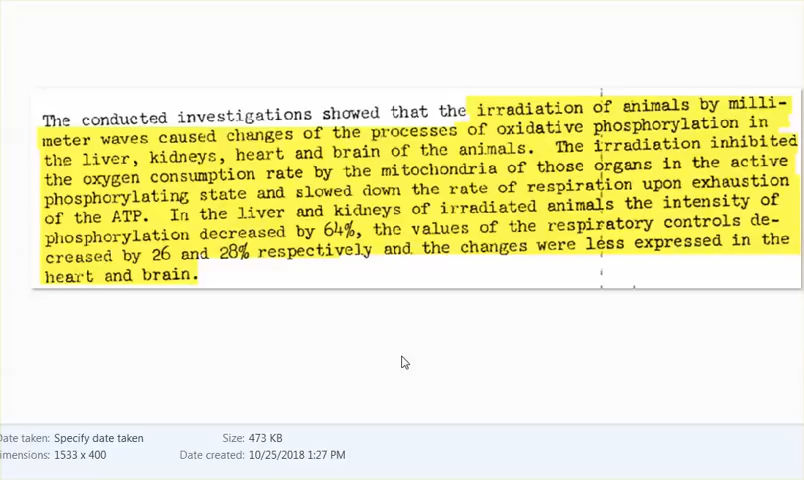 The conducted investigations showed that the irradiation of animals by milli-
meter waves caused changes of the processes of oxidative phosphorylation in
the liver, kidneys, heart and brain of the animals. The irradiation inhibited
the oxygen consumption rate by the mitochondria of those organs in the active
phosphorylating state and slowed down the rate of respiration upon exhaustion
of the ATP. In the liver and kidneys of irradiated animals the intensity of
phosphorylation decreased by 64%, the values of the respiratory controls de-
creased by 26 and 28% respectively and the changes were less expressed in the
heart and brain.
Date taken: Specify date taken Size: 473 KB
imensions: 1533 x 400 Date created: 10/25/2018 1:27 PM